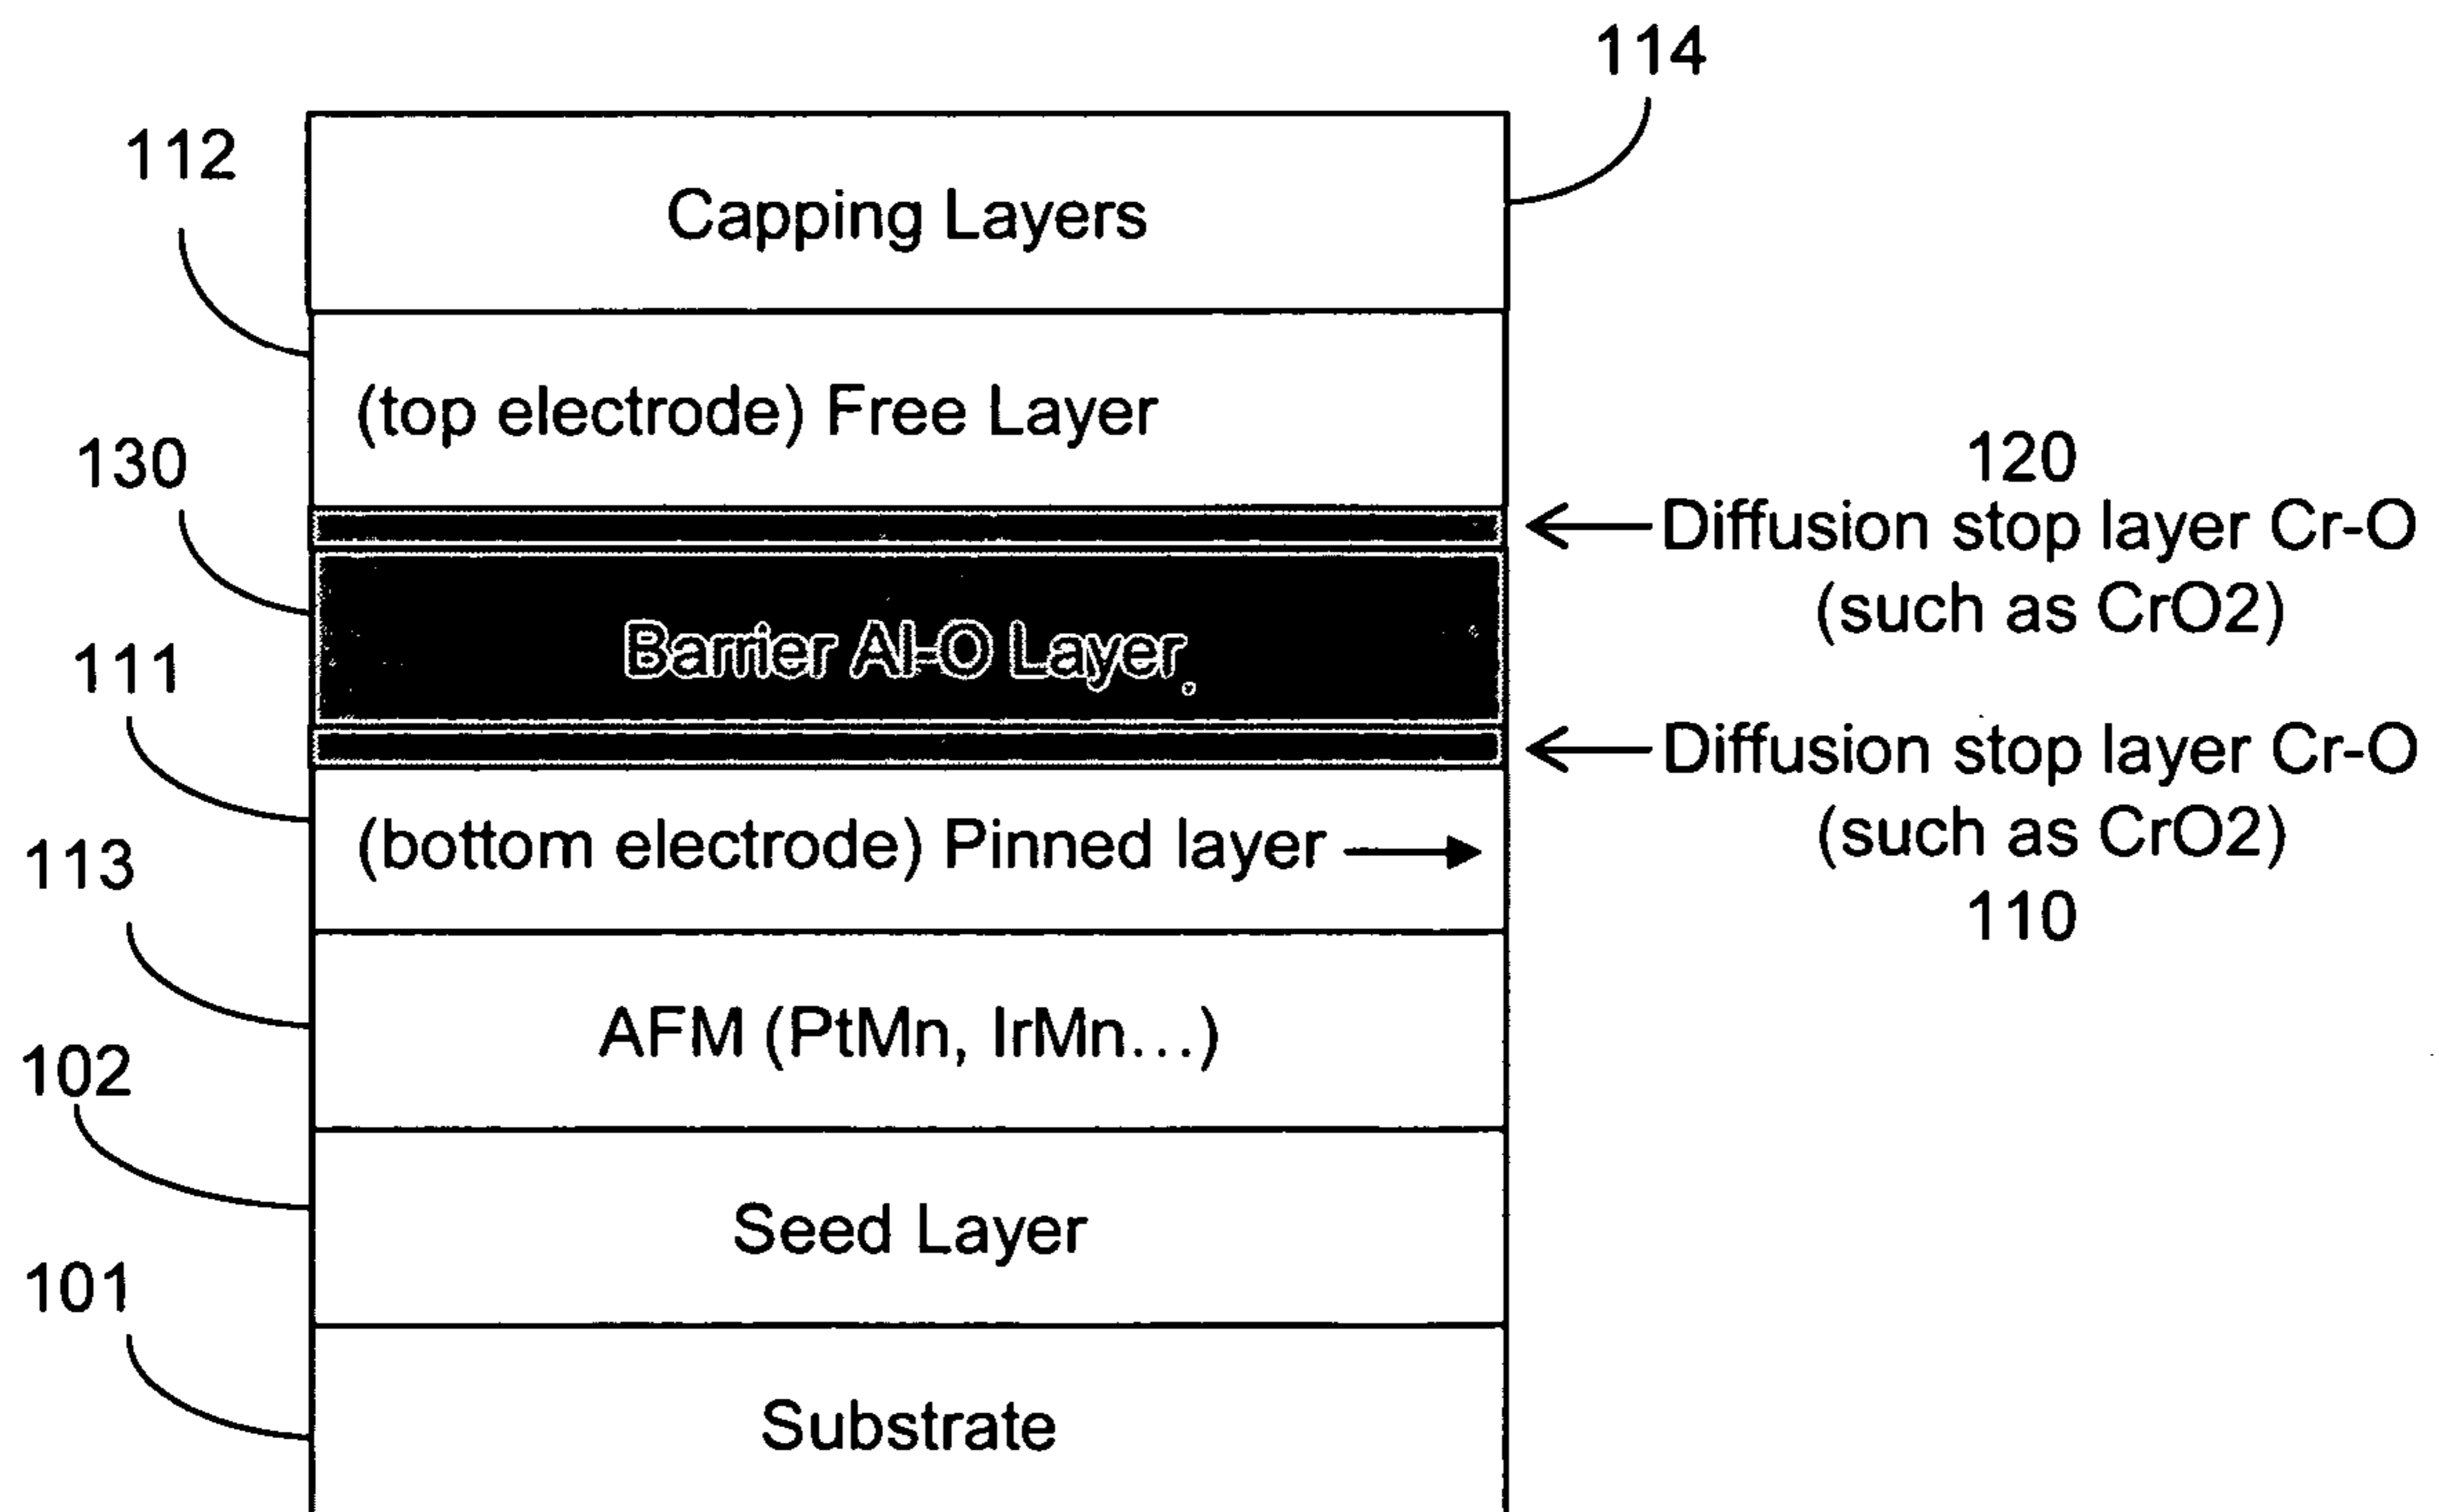 114
112
Capping Layers
(top electrode) Free Layer
130
120
Diffusion stop layer Cr-O
(such as CrO2)
Barrier Al-O Layer
111
Diffusion stop layer Cr-O
(such as CrO2)
110
(bottom electrode) Pinned layer
113
AFM (PtMn, IrMn...)
102
Seed Layer
101
Substrate